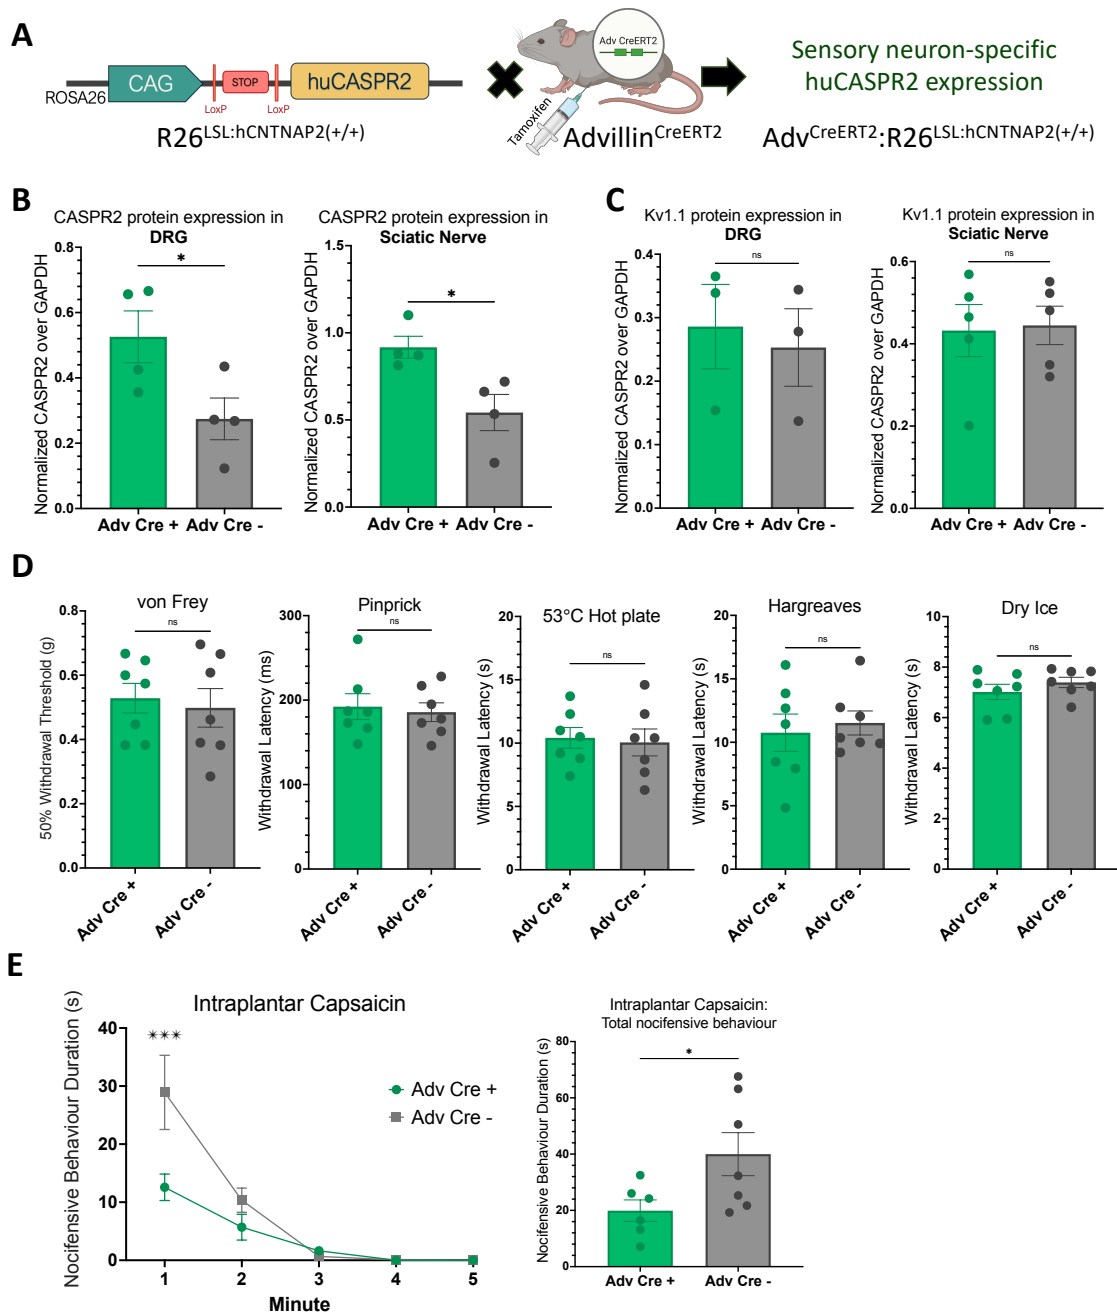 A
ROSA26
CAG
STOP
huCASPR2
LoxP
LoxP
R26LSL:hCNTNAP2(+/+)
Adv CreERT2
Tamoxifen
AdvillinCreERT2
Sensory neuron-specific
huCASPR2 expression
AdvCreERT2:R26LSL:hCNTNAP2(+/+)
B
CASPR2 protein expression in
DRG
Normalized CASPR2 over GAPDH
0.8
0.6
0.4
0.2
0.0
*
Adv Cre +
Adv Cre -
CASPR2 protein expression in
Sciatic Nerve
Normalized CASPR2 over GAPDH
1.5
1.0
0.5
0.0
*
Adv Cre +
Adv Cre -
C
Kv1.1 protein expression in
DRG
Normalized CASPR2 over GAPDH
0.4
0.3
0.2
0.1
0.0
ns
Adv Cre +
Adv Cre -
Kv1.1 protein expression in
Sciatic Nerve
Normalized CASPR2 over GAPDH
0.6
0.4
0.2
0.0
ns
Adv Cre +
Adv Cre -
D
von Frey
50% Withdrawal Threshold (g)
0.8
0.6
0.4
0.2
0.0
ns
Adv Cre +
Adv Cre -
Pinprick
Withdrawal Latency (ms)
300
200
100
0
ns
Adv Cre +
Adv Cre -
53°C Hot plate
Withdrawal Latency (s)
20
15
10
5
0
ns
Adv Cre +
Adv Cre -
Hargreaves
Withdrawal Latency (s)
20
15
10
5
0
ns
Adv Cre +
Adv Cre -
Dry Ice
Withdrawal Latency (s)
10
8
6
4
2
0
ns
Adv Cre +
Adv Cre -
E
Intraplantar Capsaicin
Nocifensive Behaviour Duration (s)
40
30
20
10
0
***
Adv Cre +
Adv Cre -
1
2
3
4
5
Minute
Intraplantar Capsaicin:
Total nocifensive behaviour
Nocifensive Behaviour Duration (s)
80
60
40
20
0
*
Adv Cre +
Adv Cre -